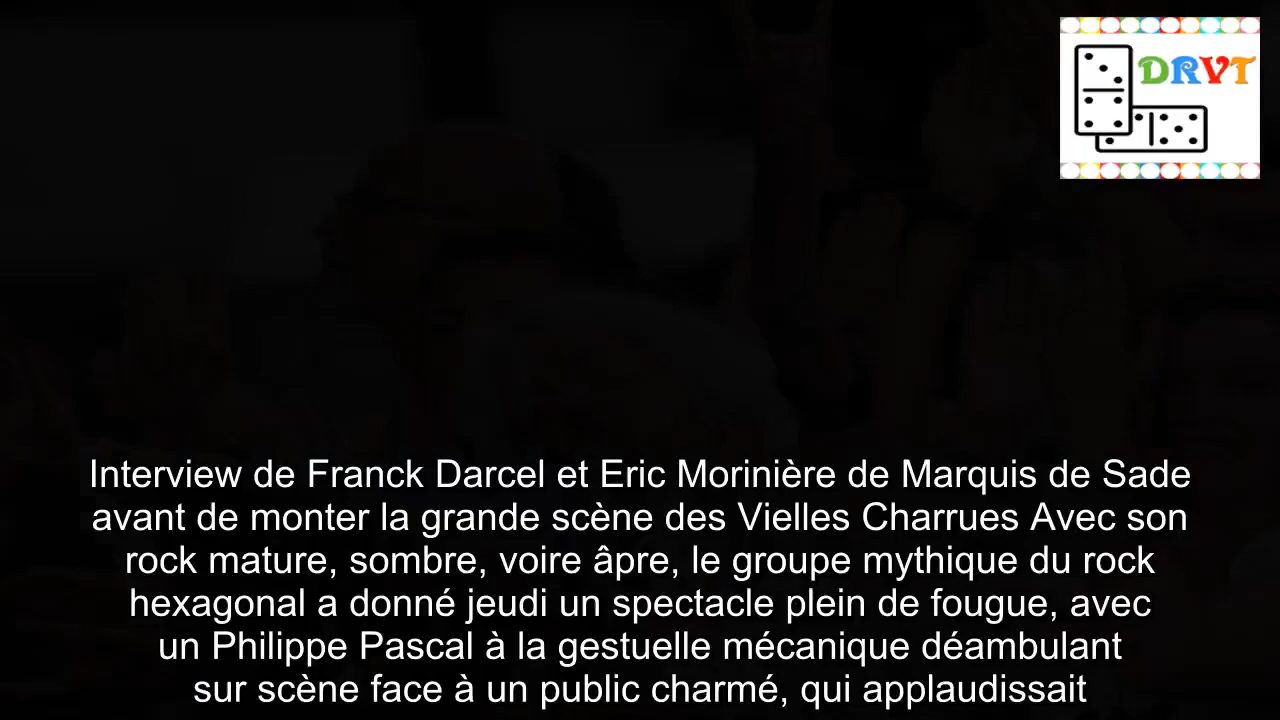 DRVT
Interview de Franck Darcel et Eric Morinière de Marquis de Sade
avant de monter la grande scène des Vielles Charrues Avec son
rock mature, sombre, voire âpre, le groupe mythique du rock
hexagonal a donné jeudi un spectacle plein de fougue, avec
un Philippe Pascal à la gestuelle mécanique déambulant
sur scène face à un public charmé, qui applaudissait